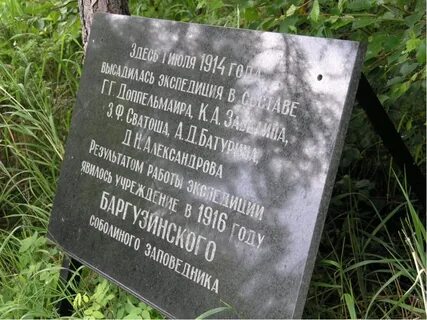 Здесь 1 июля 1914 года
высадилась экспедиция в составе
Г.Г. Доппельмаира, К.А. Забелина,
З.Ф. Сватоша, А.Д. Батурина,
Д.Н. Александрова
Результатом работы экспедиции
явилось учреждение в 1916 году
Баргузинского
соболиного заповедника